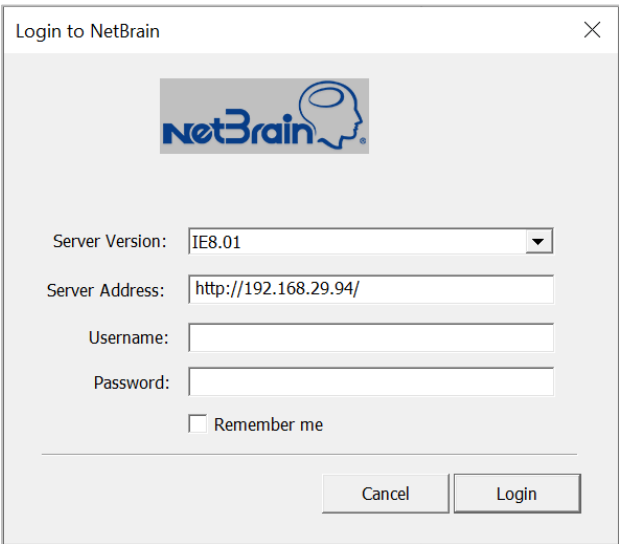 Login to NetBrain
NetBrain®
Server Version: IE8.01
Server Address: http://192.168.29.94/
Username:
Password:
Remember me
Cancel Login